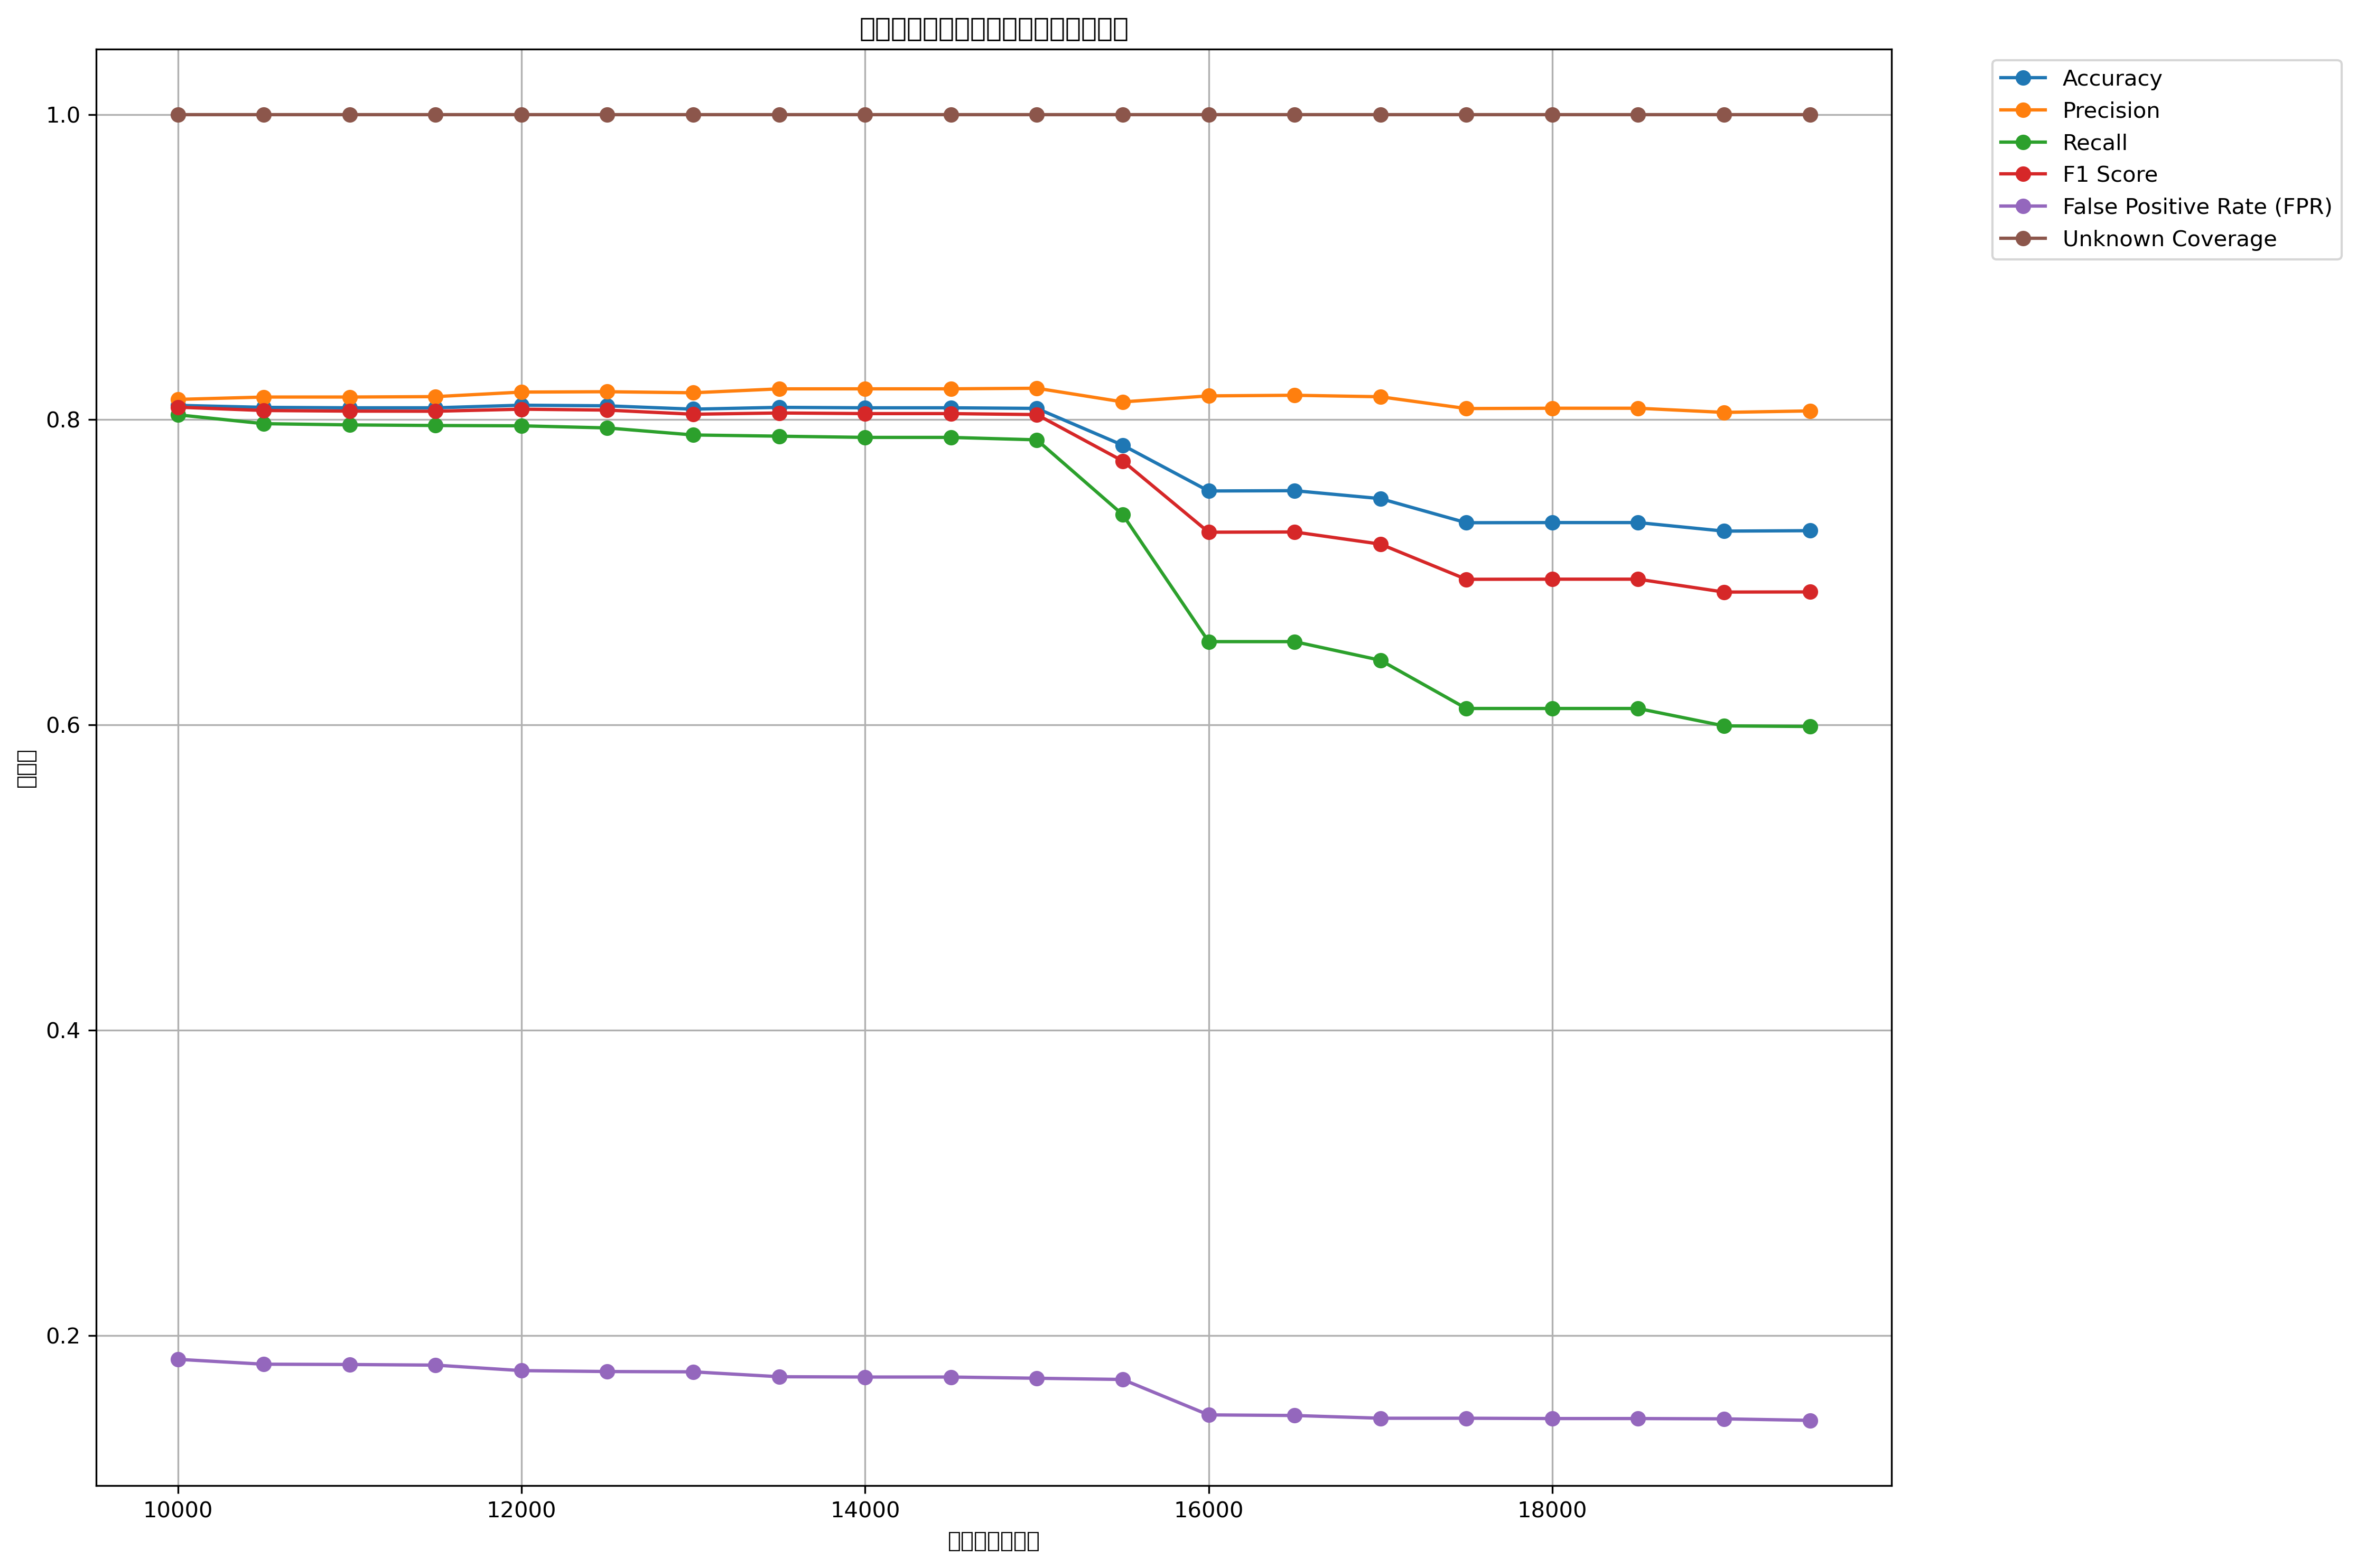 Accuracy
Precision
Recall
F1 Score
False Positive Rate (FPR)
Unknown Coverage
1.0
0.8
0.6
0.4
0.2
10000
12000
14000
16000
18000